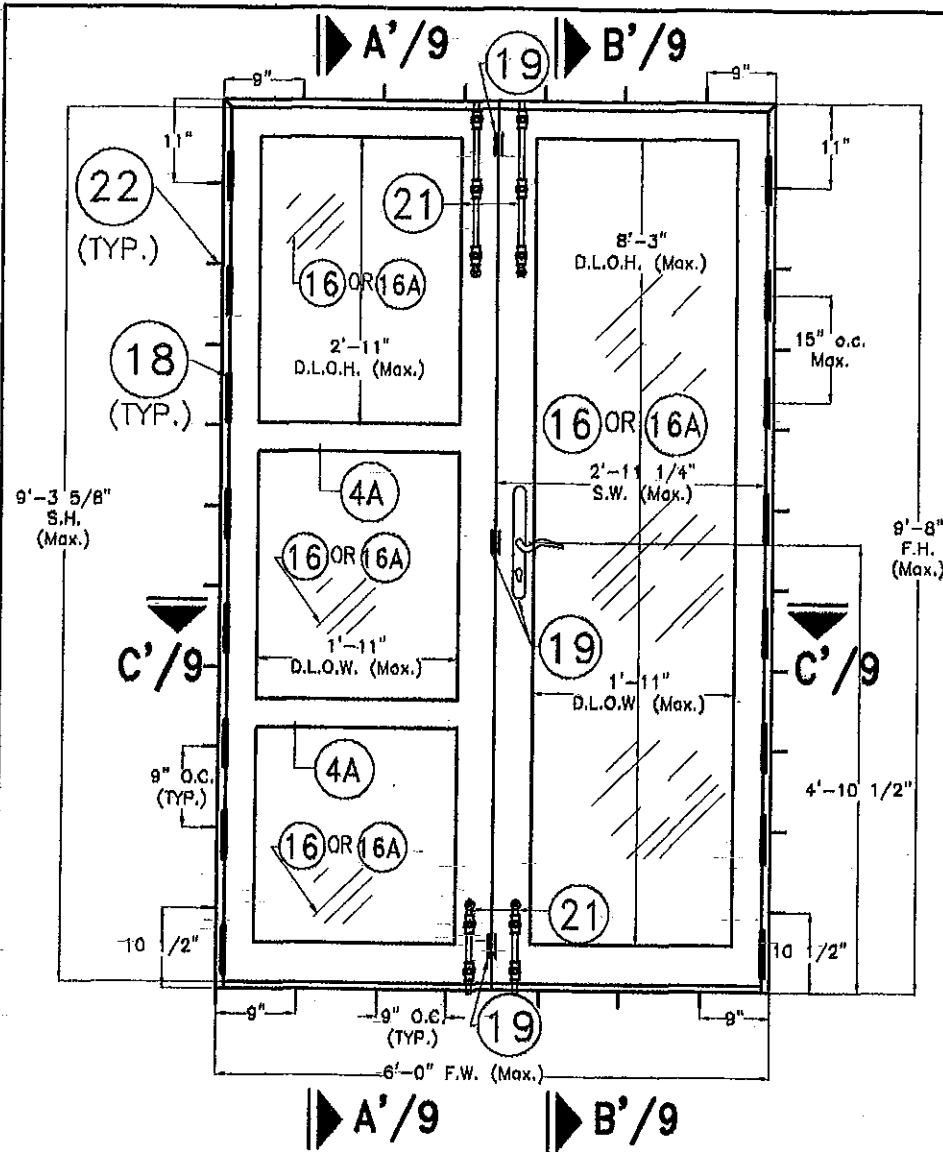 A'/9
B'/9
19
9"
9"
11"
11"
22
(TYP.)
21
8'-3"
D.L.O.H. (Max.)
16 OR 16A
15" o.c.
Max.
2'-11"
D.L.O.H. (Max.)
18
(TYP.)
16 OR 16A
2'-11 1/4"
S.W. (Max.)
9'-3 5/8"
S.H.
(Max.)
4A
9'-8"
F.H.
(Max.)
16 OR 16A
C'/9
C'/9
19
1'-11"
D.L.O.W. (Max.)
1'-11"
D.L.O.W (Max.)
4A
9" O.C.
(TYP.)
4'-10 1/2"
16 OR 16A
21
10 1/2"
10 1/2"
9"
9" O.C.
(TYP.)
19
9"
6'-0" F.W. (Max.)
A'/9
B'/9